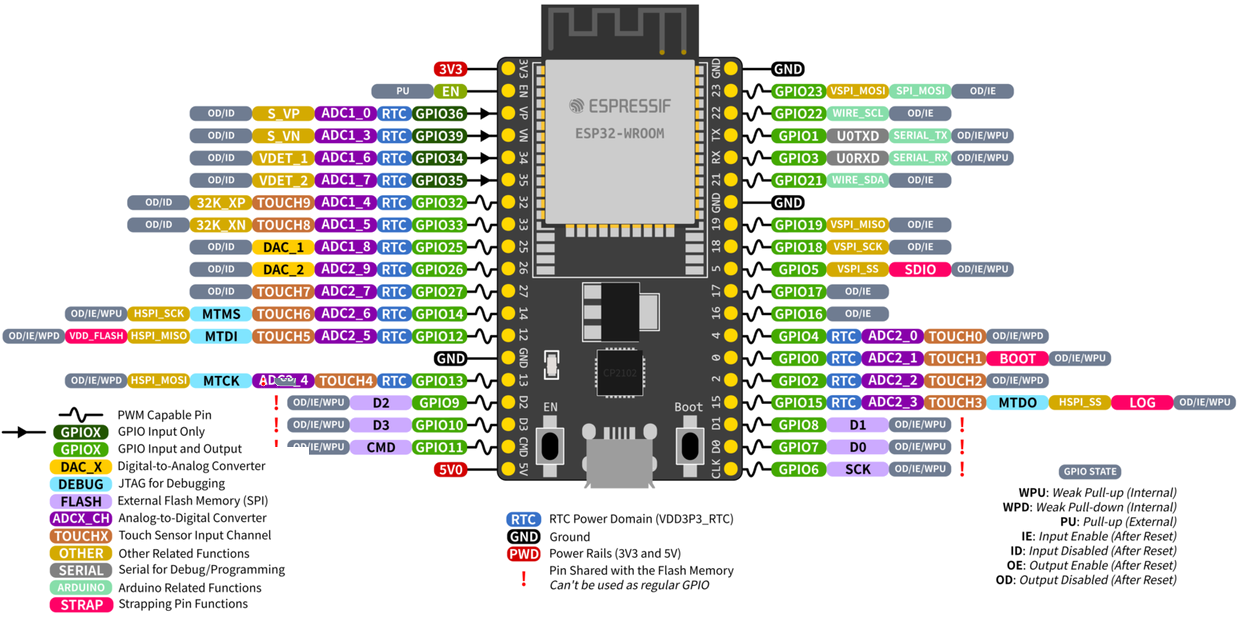 3V3 3V3 GND GND
PU EN EN 23 GPIO23 VSPI_MOSI SPI_MOSI OD/IE
OD/ID S_VP ADC1_0 RTC GPIO36 VP 22 GPIO22 WIRE_SCL OD/IE
OD/ID S_VN ADC1_3 RTC GPIO39 VN TX GPIO1 U0TXD SERIAL_TX OD/IE/WPU
OD/ID VDET_1 ADC1_6 RTC GPIO34 34 RX GPIO3 U0RXD SERIAL_RX OD/IE/WPU
OD/ID VDET_2 ADC1_7 RTC GPIO35 35 21 GPIO21 WIRE_SDA OD/IE
OD/ID 32K_XP TOUCH9 ADC1_4 RTC GPIO32 32 GND GND
OD/ID 32K_XN TOUCH8 ADC1_5 RTC GPIO33 33 19 GPIO19 VSPI_MISO OD/IE
OD/ID DAC_1 ADC1_8 RTC GPIO25 25 18 GPIO18 VSPI_SCK OD/IE
OD/ID DAC_2 ADC2_9 RTC GPIO26 26 5 GPIO5 VSPI_SS SDIO OD/IE/WPU
OD/ID TOUCH7 ADC2_7 RTC GPIO27 27 17 GPIO17 OD/IE
OD/IE/WPU HSPI_SCK MTMS TOUCH6 ADC2_6 RTC GPIO14 14 16 GPIO16 OD/IE
OD/IE/WPD VDD_FLASH HSPI_MISO MTDI TOUCH5 ADC2_5 RTC GPIO12 12 4 GPIO4 RTC ADC2_0 TOUCH0 OD/IE/WPD
GND GND 0 GPIO0 RTC ADC2_1 TOUCH1 BOOT OD/IE/WPU
OD/IE/WPD HSPI_MOSI MTCK TOUCH4 RTC GPIO13 13 2 GPIO2 RTC ADC2_2 TOUCH2 OD/IE/WPD
! OD/IE/WPU D2 GPIO9 D2 15 GPIO15 RTC ADC2_3 TOUCH3 MTDO HSPI_SS LOG OD/IE/WPU
! OD/IE/WPU D3 GPIO10 D3 D1 GPIO8 D1 OD/IE/WPU !
OD/IE/WPU CMD GPIO11 CMD D0 GPIO7 D0 OD/IE/WPU !
5V0 5V CLK GPIO6 SCK OD/IE/WPU !
ESPRESSIF
ESP32-WROOM
CP2102
EN Boot
PWM Capable Pin
GPIOX GPIO Input Only
GPIOX GPIO Input and Output
DAC_X Digital-to-Analog Converter
DEBUG JTAG for Debugging
FLASH External Flash Memory (SPI)
ADCX_CH Analog-to-Digital Converter
TOUCHX Touch Sensor Input Channel
OTHER Other Related Functions
SERIAL Serial for Debug/Programming
ARDUINO Arduino Related Functions
STRAP Strapping Pin Functions
RTC RTC Power Domain (VDD3P3_RTC)
GND Ground
PWD Power Rails (3V3 and 5V)
! Pin Shared with the Flash Memory
Can't be used as regular GPIO
GPIO STATE
WPU: Weak Pull-up (Internal)
WPD: Weak Pull-down (Internal)
PU: Pull-up (External)
IE: Input Enable (After Reset)
ID: Input Disabled (After Reset)
OE: Output Enable (After Reset)
OD: Output Disabled (After Reset)